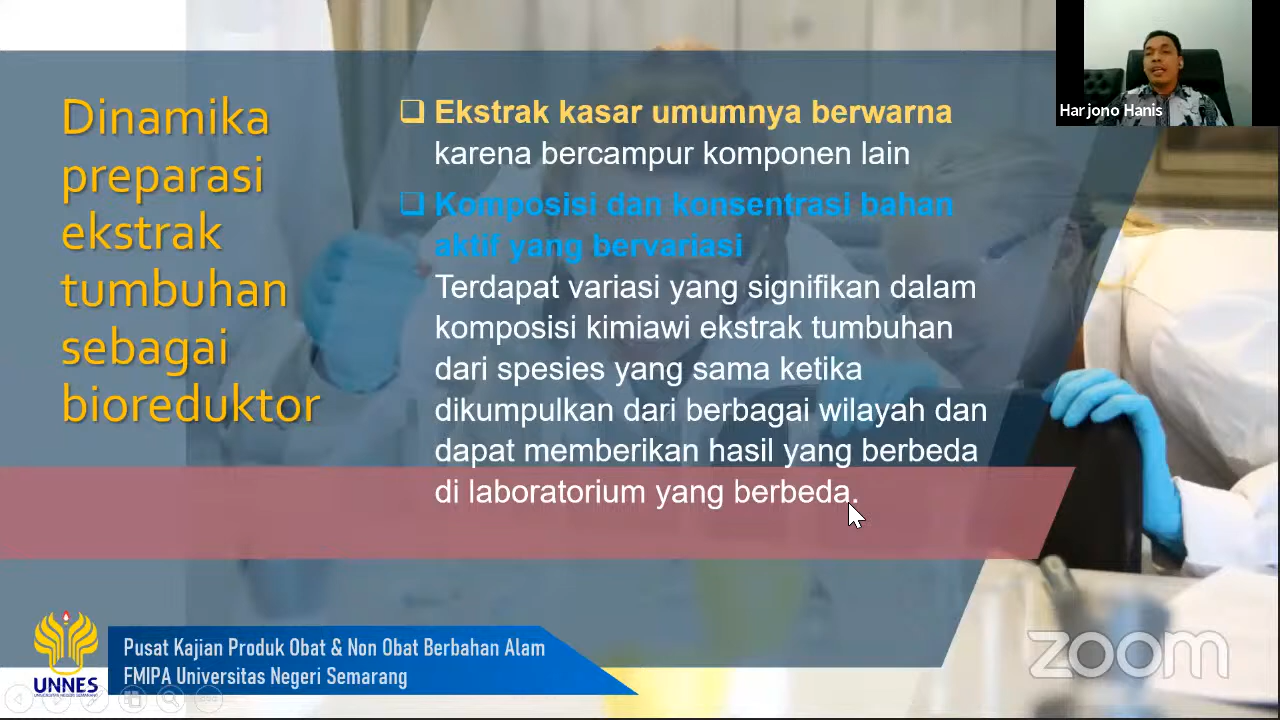 Dinamika
preparasi
ekstrak
tumbuhan
sebagai
bioreduktor
Ekstrak kasar umumnya berwarna
karena bercampur komponen lain
Komposisi dan konsentrasi bahan
aktif yang bervariasi
Terdapat variasi yang signifikan dalam
komposisi kimiawi ekstrak tumbuhan
dari spesies yang sama ketika
dikumpulkan dari berbagai wilayah dan
dapat memberikan hasil yang berbeda
di laboratorium yang berbeda.
Harjono Hanis
UNNES
UNIVERSITAS NEGERI SEMARANG
Pusat Kajian Produk Obat & Non Obat Berbahan Alam
FMIPA Universitas Negeri Semarang
zoom